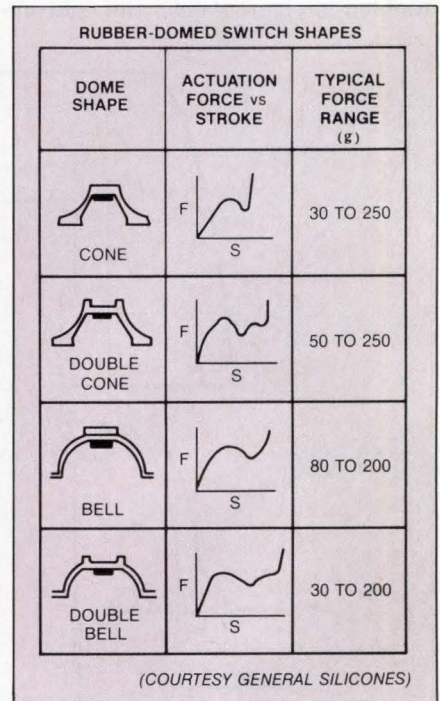 RUBBER-DOMED SWITCH SHAPES
DOME
SHAPE
ACTUATION
FORCE vs
STROKE
TYPICAL
FORCE
RANGE
(g)
CONE
F
S
30 TO 250
DOUBLE
CONE
F
S
50 TO 250
BELL
F
S
80 TO 200
DOUBLE
BELL
F
S
30 TO 200
(COURTESY GENERAL SILICONES)